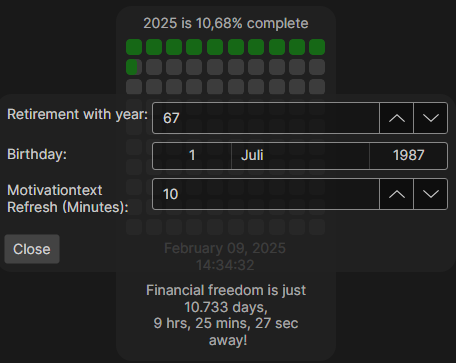 2025 is 10,68% complete
Retirement with year:
67
Birthday:
1 Juli 1987
Motivationtext
Refresh (Minutes):
10
Close
February 09, 2025
14:34:32
Financial freedom is just
10.733 days,
9 hrs, 25 mins, 27 sec
away!